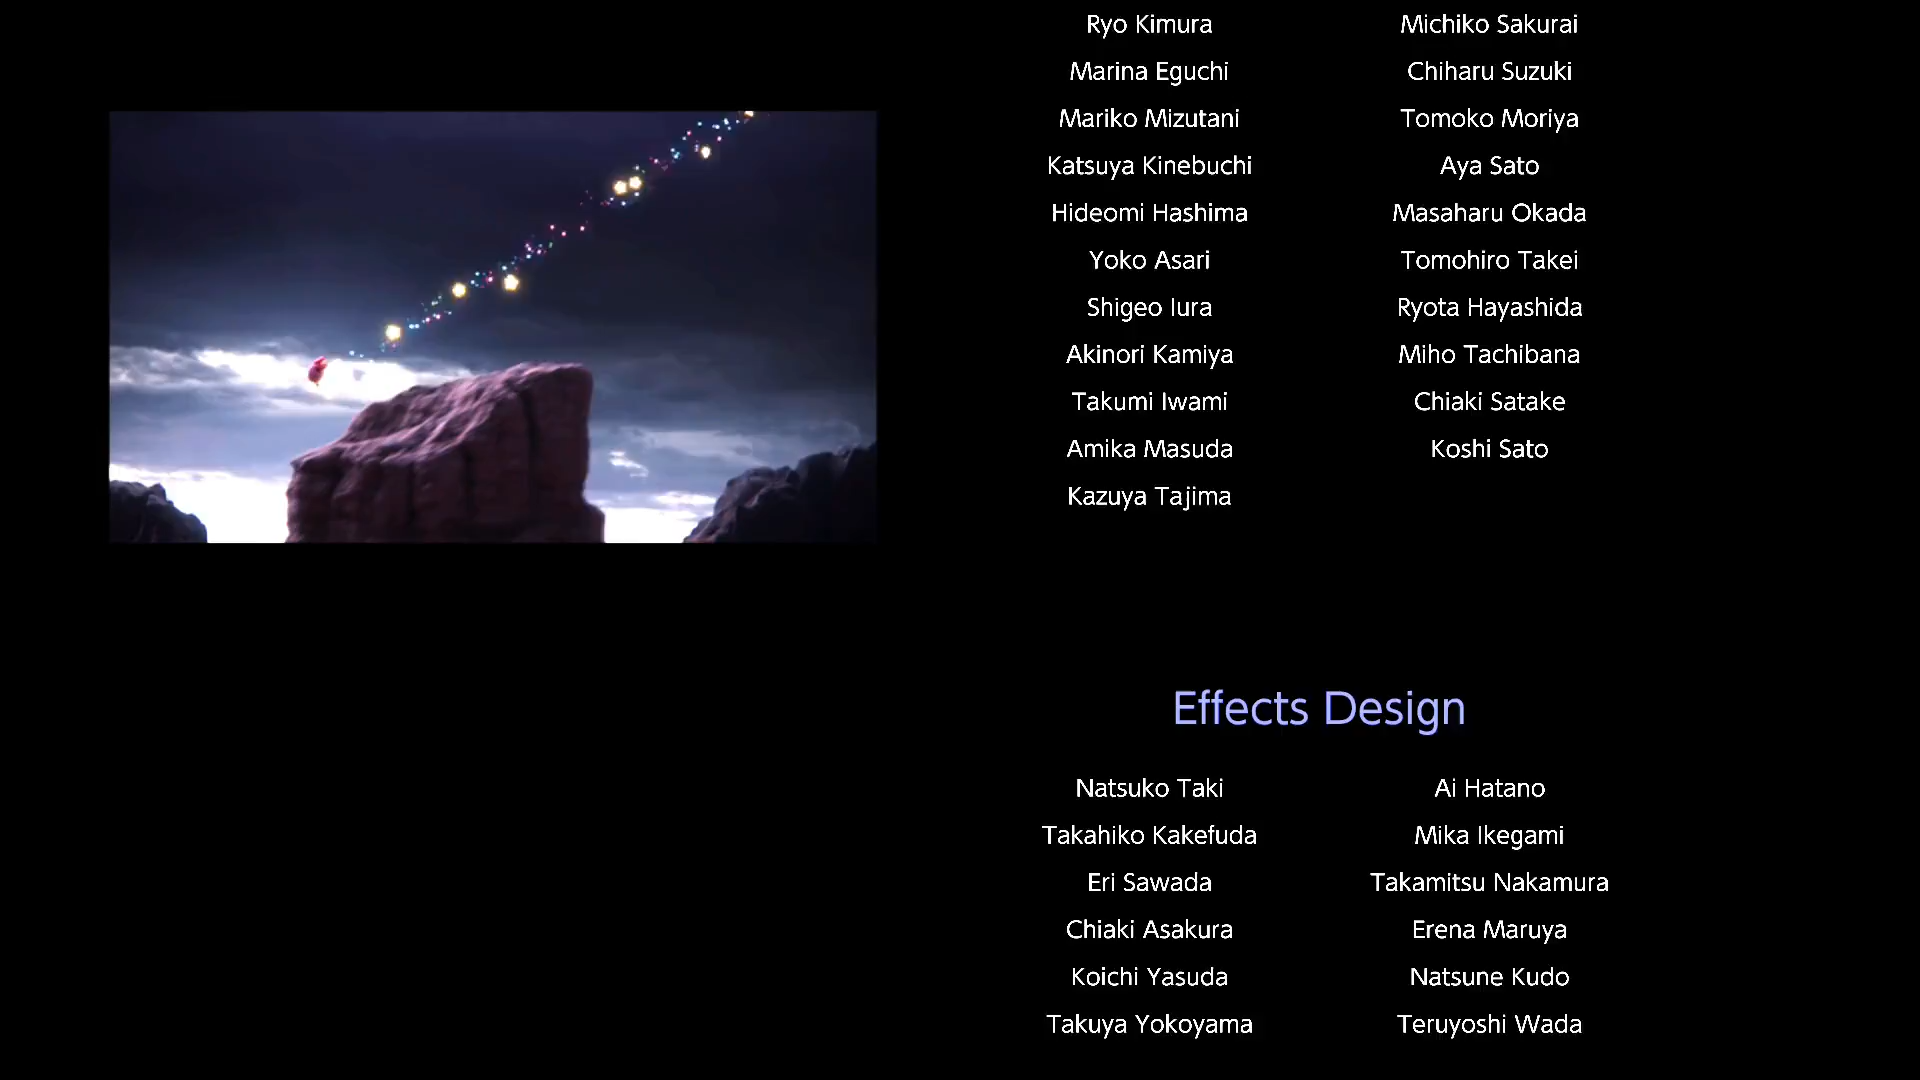 Ryo Kimura Michiko Sakurai
Marina Eguchi Chiharu Suzuki
Mariko Mizutani Tomoko Moriya
Katsuya Kinebuchi Aya Sato
Hideomi Hashima Masaharu Okada
Yoko Asari Tomohiro Takei
Shigeo Iura Ryota Hayashida
Akinori Kamiya Miho Tachibana
Takumi Iwami Chiaki Satake
Amika Masuda Koshi Sato
Kazuya Tajima
Effects Design
Natsuko Taki Ai Hatano
Takahiko Kakefuda Mika Ikegami
Eri Sawada Takamitsu Nakamura
Chiaki Asakura Erena Maruya
Koichi Yasuda Natsune Kudo
Takuya Yokoyama Teruyoshi Wada